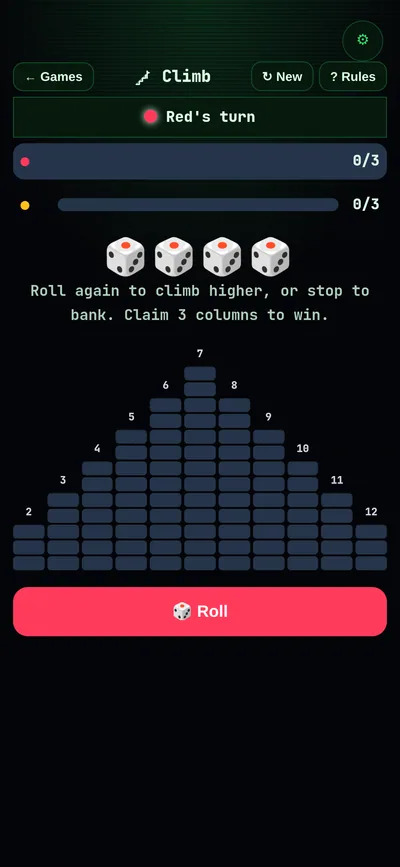 ← Games
Climb
↻ New
? Rules
Red's turn
0/3
0/3
Roll again to climb higher, or stop to
bank. Claim 3 columns to win.
7
6
8
5
9
4
10
3
11
2
12
Roll